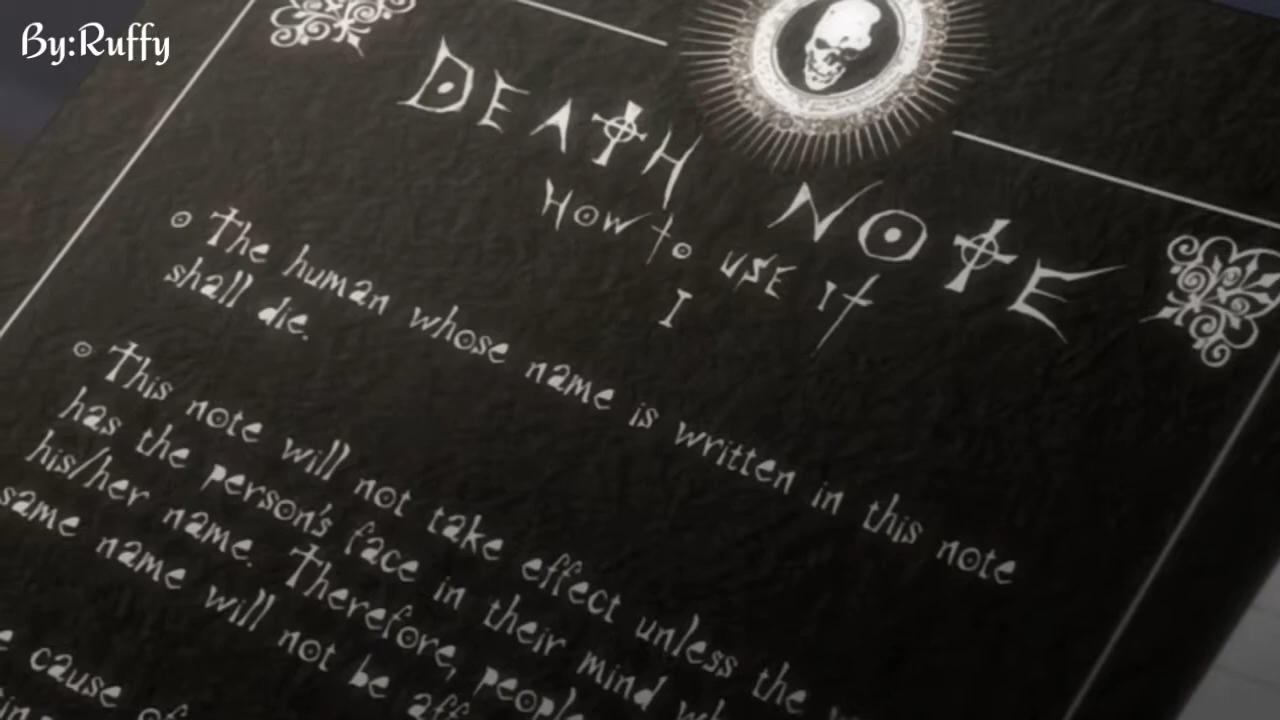 By:Ruffy
DEATH NOTE
How to use it
I
The human whose name is written in this note
shall die.
This note will not take effect unless the
has the person's face in their mind
his/her name. Therefore,
same name will not be
cause of